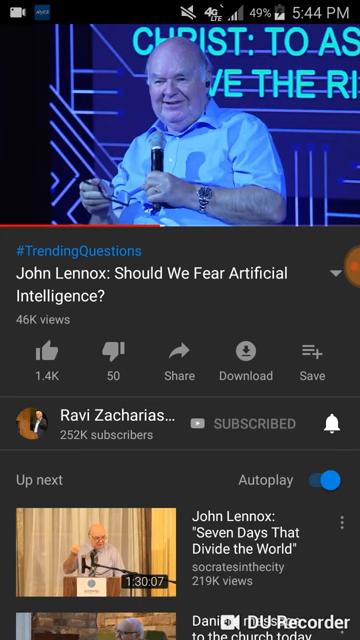 4G
LTE
49%
5:44 PM
CHRIST: TO AS
VE THE RI
#TrendingQuestions
John Lennox: Should We Fear Artificial
Intelligence?
46K views
1.4K
50
Share
Download
Save
Ravi Zacharias...
252K subscribers
SUBSCRIBED
Up next
Autoplay
John Lennox:
"Seven Days That
Divide the World"
socratesinthecity
219K views
1:30:07
DU Recorder
to the church today